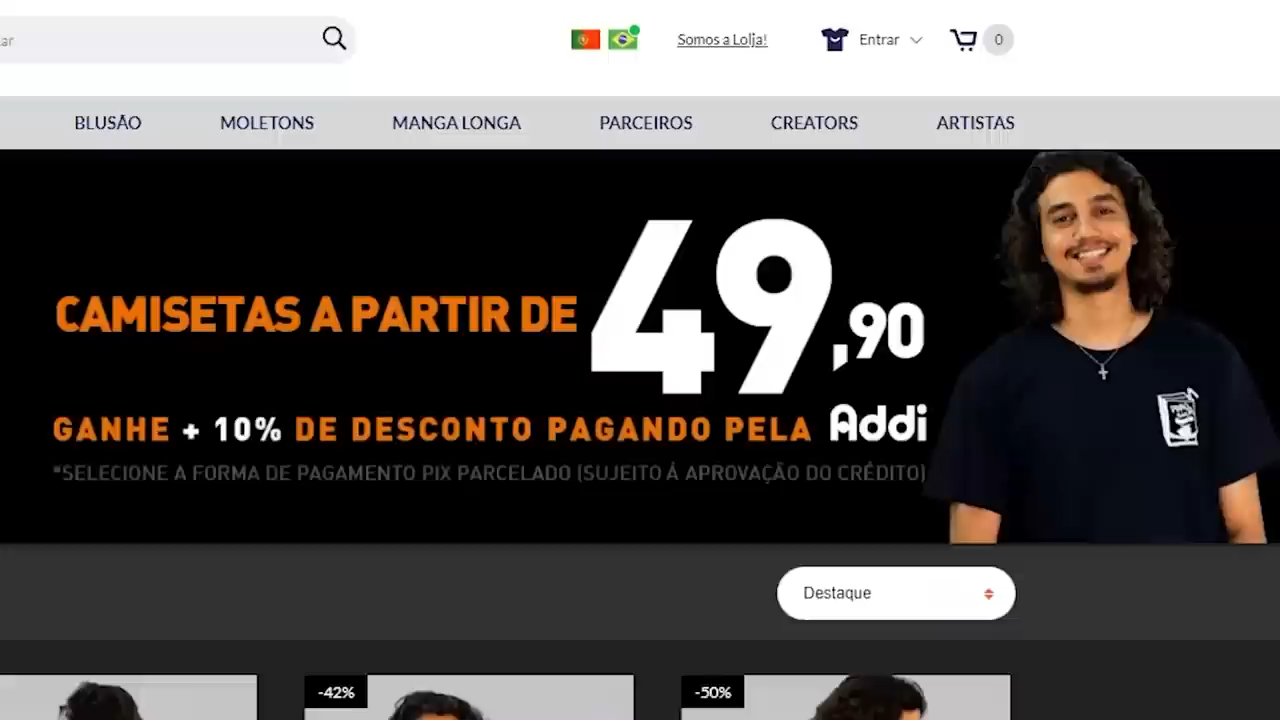 ar
Somos a Lolja!
Entrar
0
BLUSÃO MOLETONS MANGA LONGA PARCEIROS CREATORS ARTISTAS
CAMISETAS A PARTIR DE 49,90
GANHE + 10% DE DESCONTO PAGANDO PELA Addi
*SELECIONE A FORMA DE PAGAMENTO PIX PARCELADO (SUJEITO Á APROVAÇÃO DO CRÉDITO)
Destaque
-42%
-50%